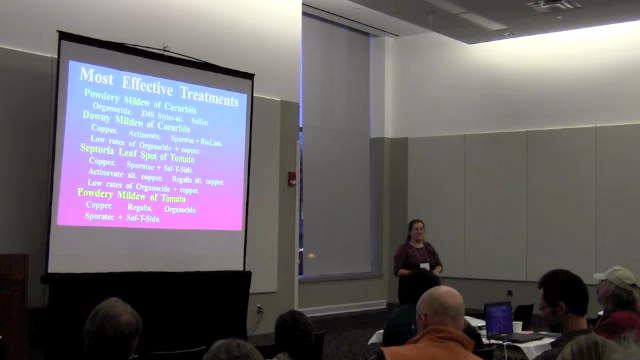 Most Effective Treatments
Powdery Mildew of Cucurbits
Organocide. JMS Stylet-oil. Sulfur.
Downy Mildew of Cucurbits
Copper. Actinovate. Sporatec + Bio.
Low rates of Organocide + copper.
Septoria Leaf Spot of Tomato
Copper. Sporatec + Saf-T-Side.
Actinovate alt. copper. Regalia alt. copper.
Low rates of Organocide + copper.
Powdery Mildew of Tomato
Copper. Regalia. Organocide.
Sporatec + Saf-T-Side.